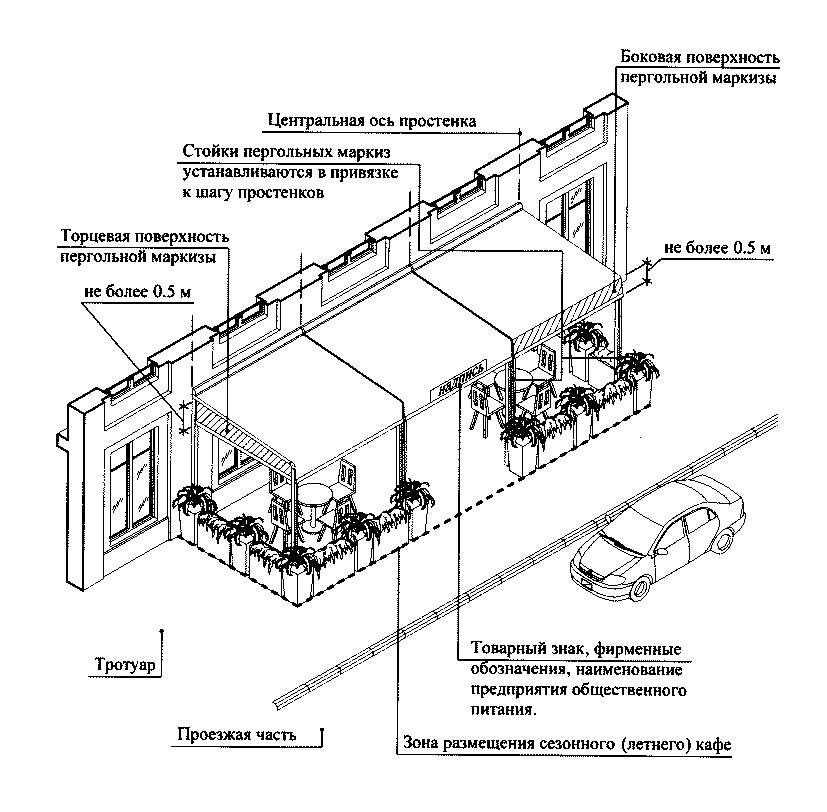 Боковая поверхность
пергольной маркизы
Центральная ось простенка
Стойки пергольных маркиз
устанавливаются в привязке
к шагу простенков
Торцевая поверхность
пергольной маркизы
не более 0.5 м
не более 0.5 м
НАДПИСЬ
Товарный знак, фирменные
обозначения, наименование
предприятия общественного
питания.
Тротуар
Проезжая часть
Зона размещения сезонного (летнего) кафе